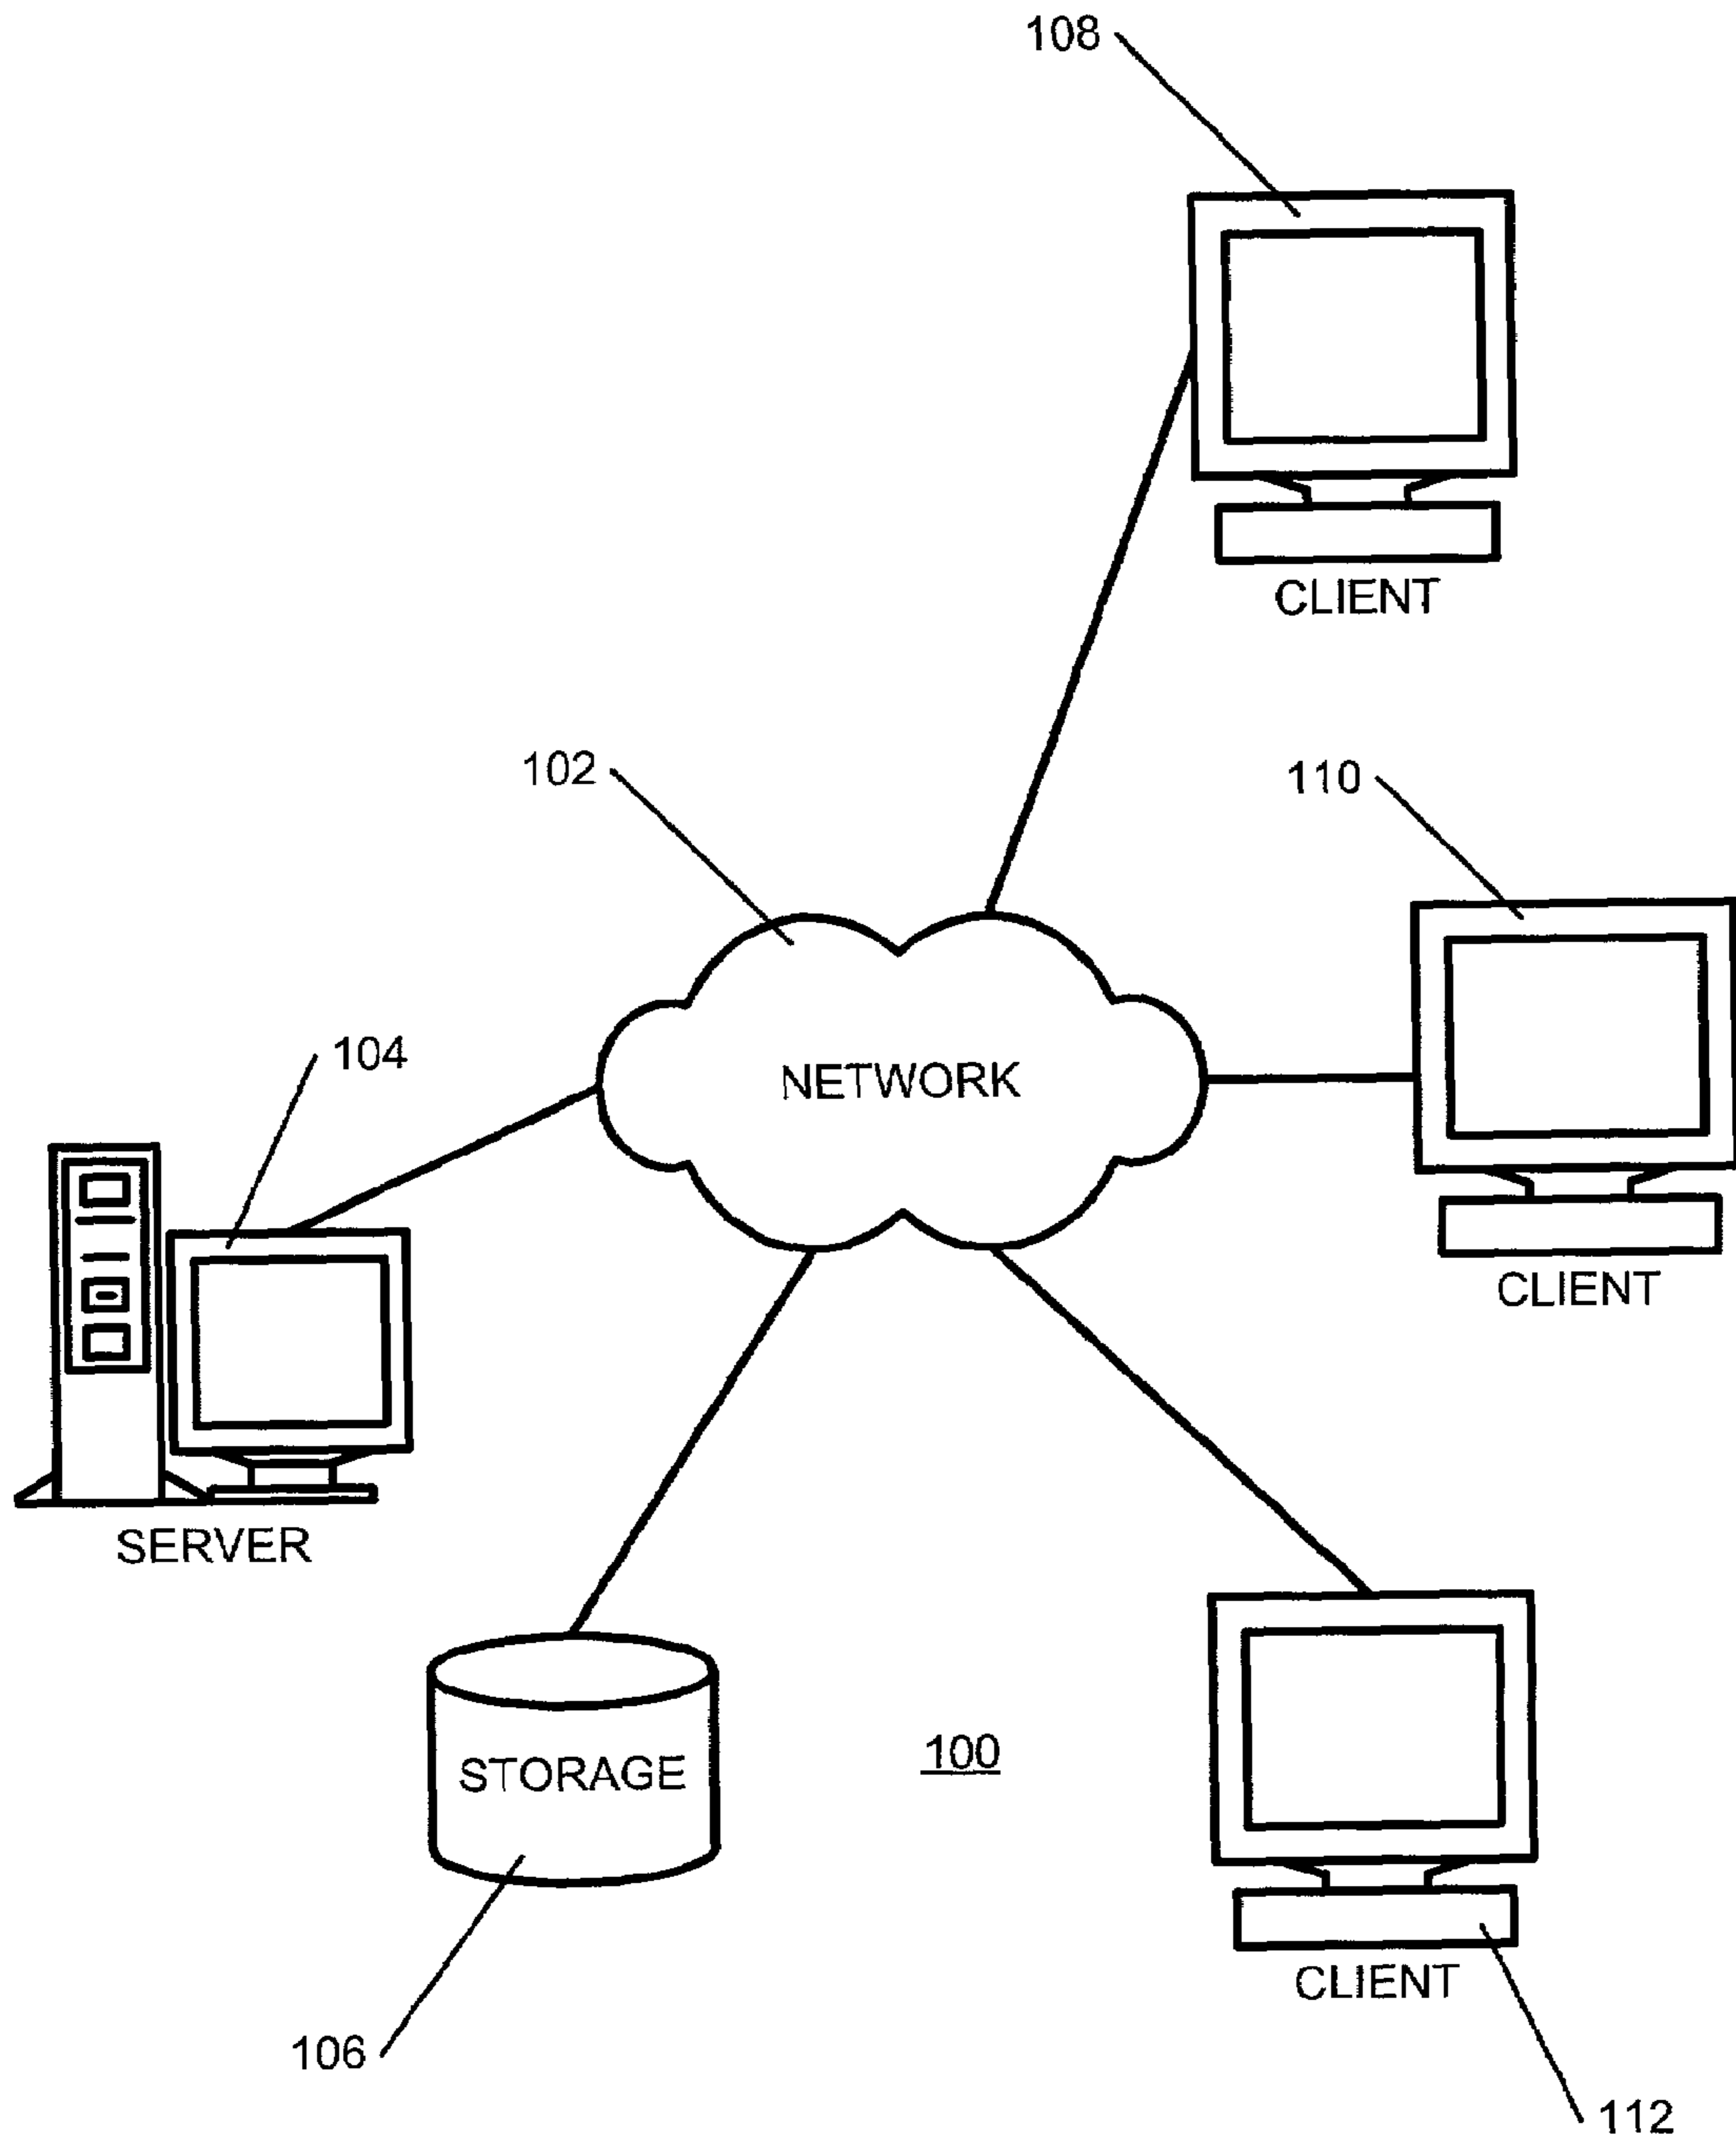 108
CLIENT
102
110
104
NETWORK
CLIENT
SERVER
STORAGE
100
CLIENT
106
112